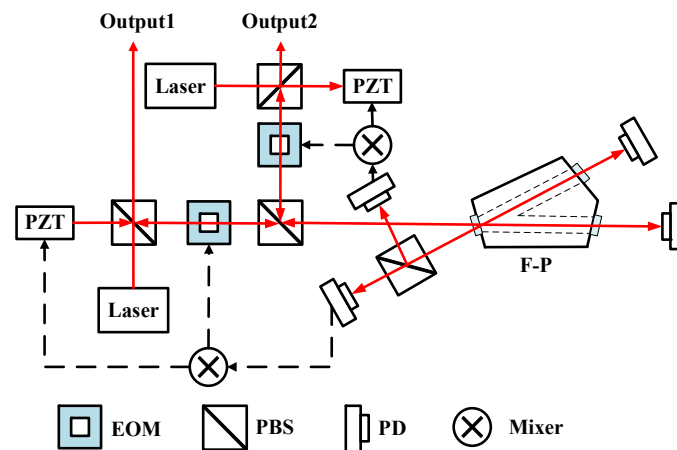 Output1
Output2
Laser
PZT
PZT
Laser
F-P
EOM
PBS
PD
Mixer